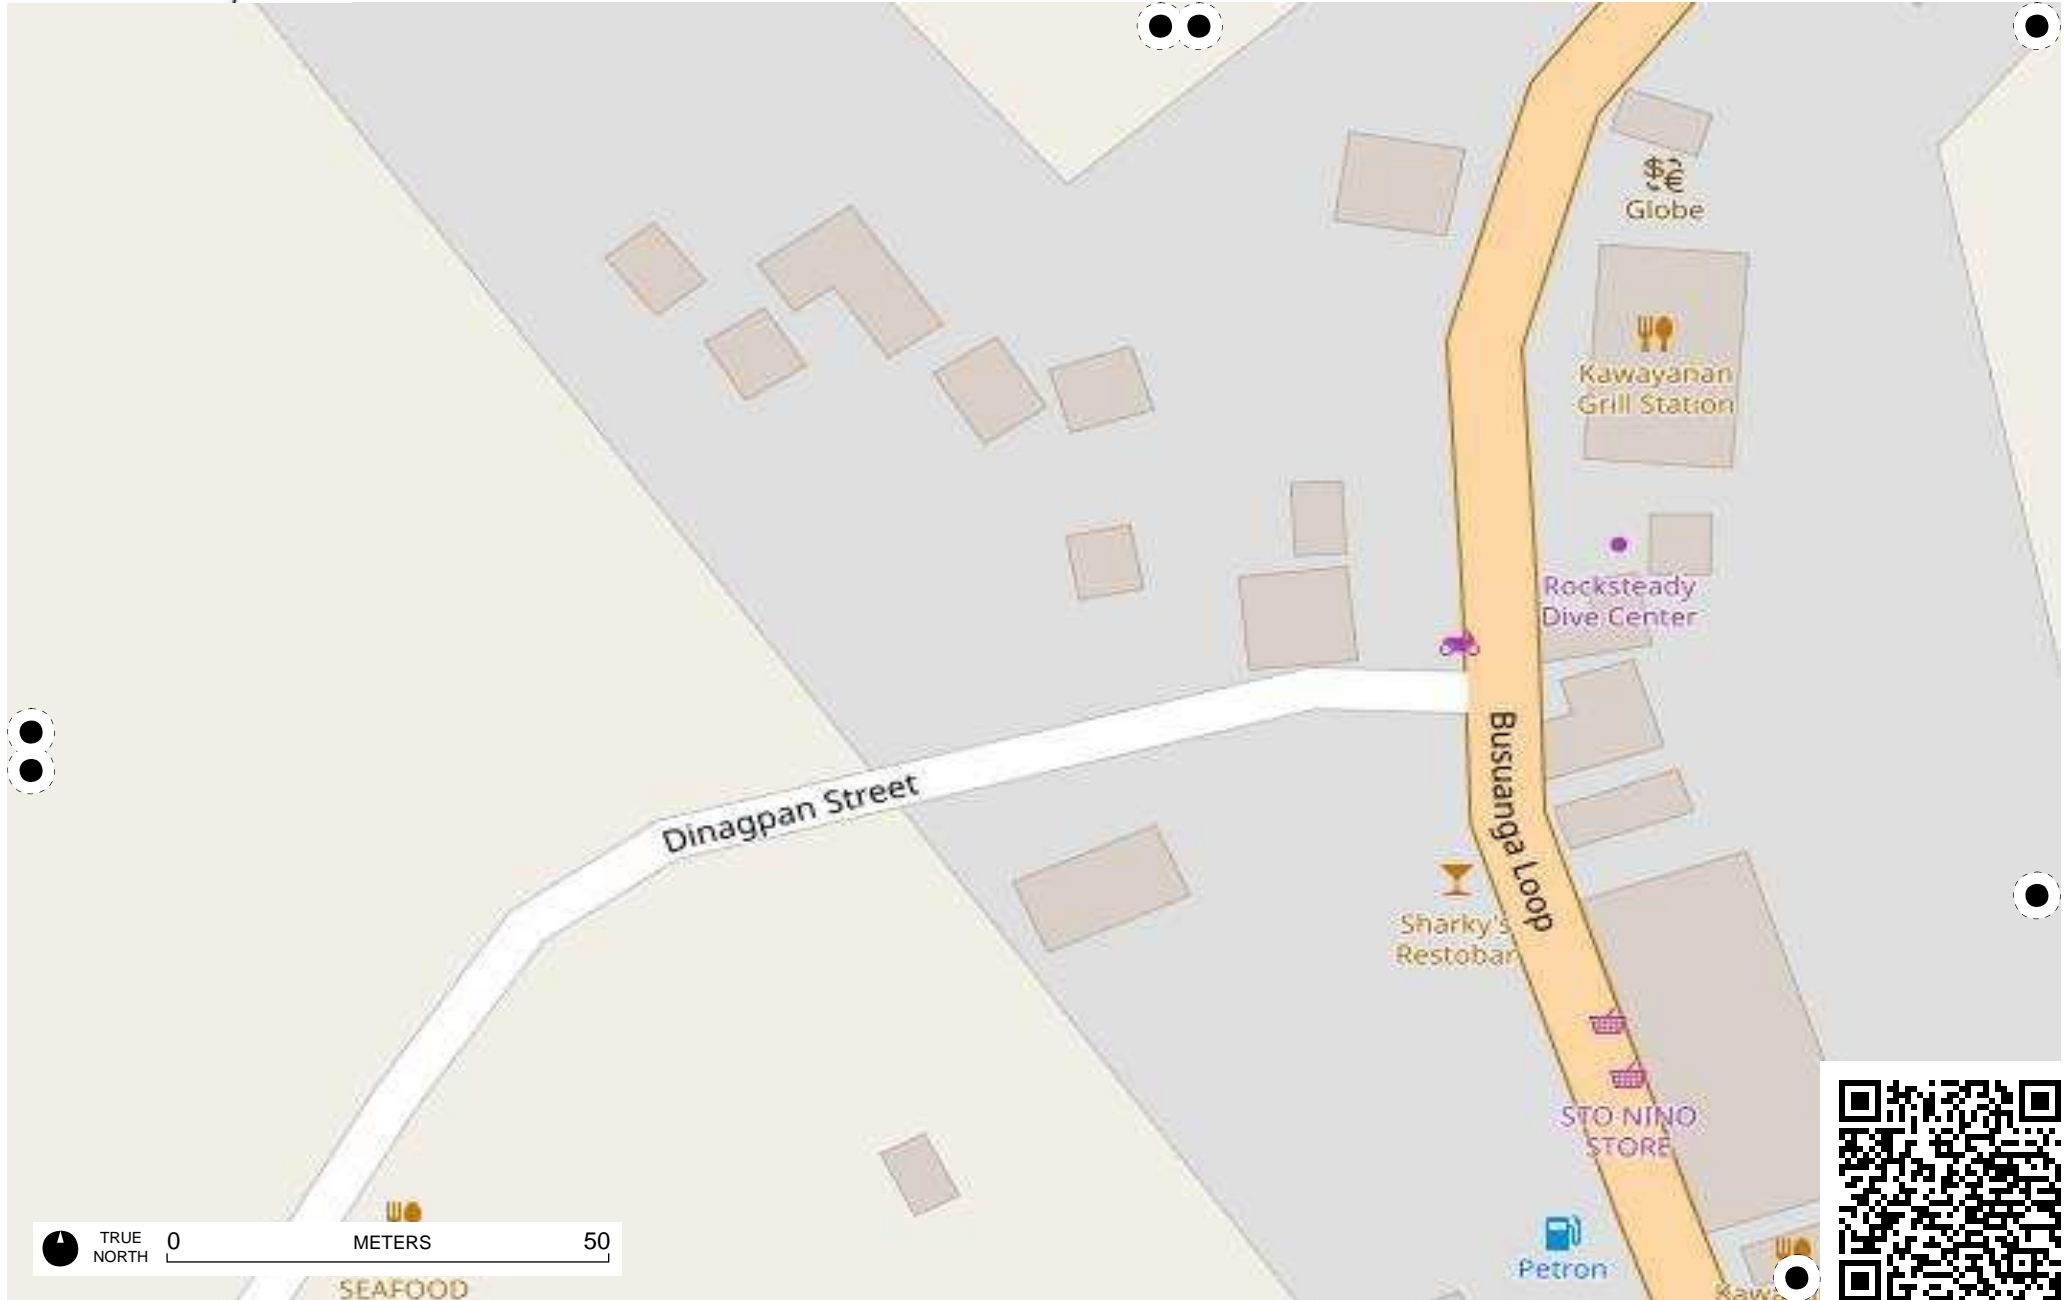 Globe
Kawayanan
Grill Station
Rocksteady
Dive Center
Busuanga Loop
Dinagpan Street
Sharky's
Restobar
STO NINO
STORE
Petron
TRUE
NORTH
0
METERS
50
SEAFOOD